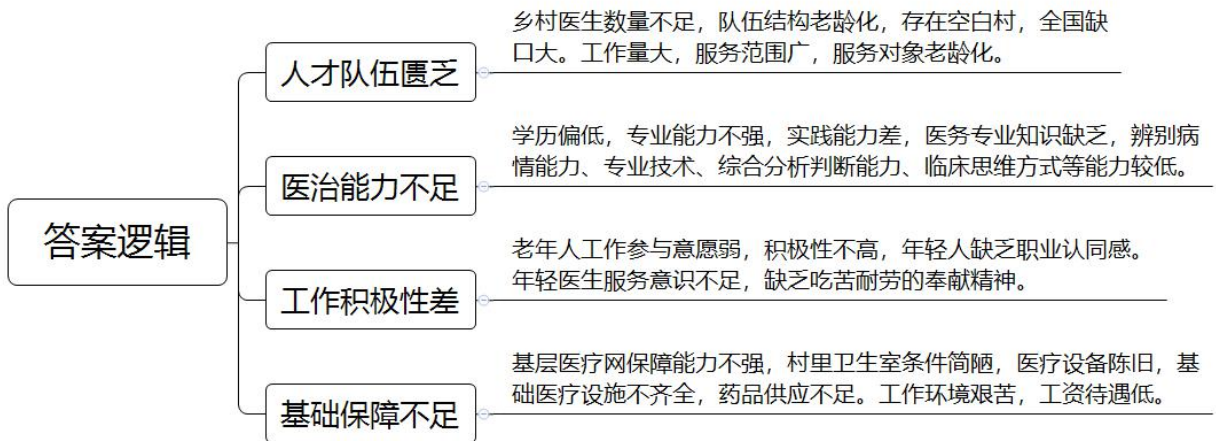 答案逻辑
人才队伍匮乏
乡村医生数量不足，队伍结构老龄化，存在空白村，全国缺
口大。工作量大，服务范围广，服务对象老龄化。
医治能力不足
学历偏低，专业能力不强，实践能力差，医务专业知识缺乏，辨别病
情能力、专业技术、综合分析判断能力、临床思维方式等能力较低。
工作积极性差
老年人工作参与意愿弱，积极性不高，年轻人缺乏职业认同感。
年轻医生服务意识不足，缺乏吃苦耐劳的奉献精神。
基础保障不足
基层医疗网保障能力不强，村里卫生室条件简陋，医疗设备陈旧，基
础医疗设施不齐全，药品供应不足。工作环境艰苦，工资待遇低。